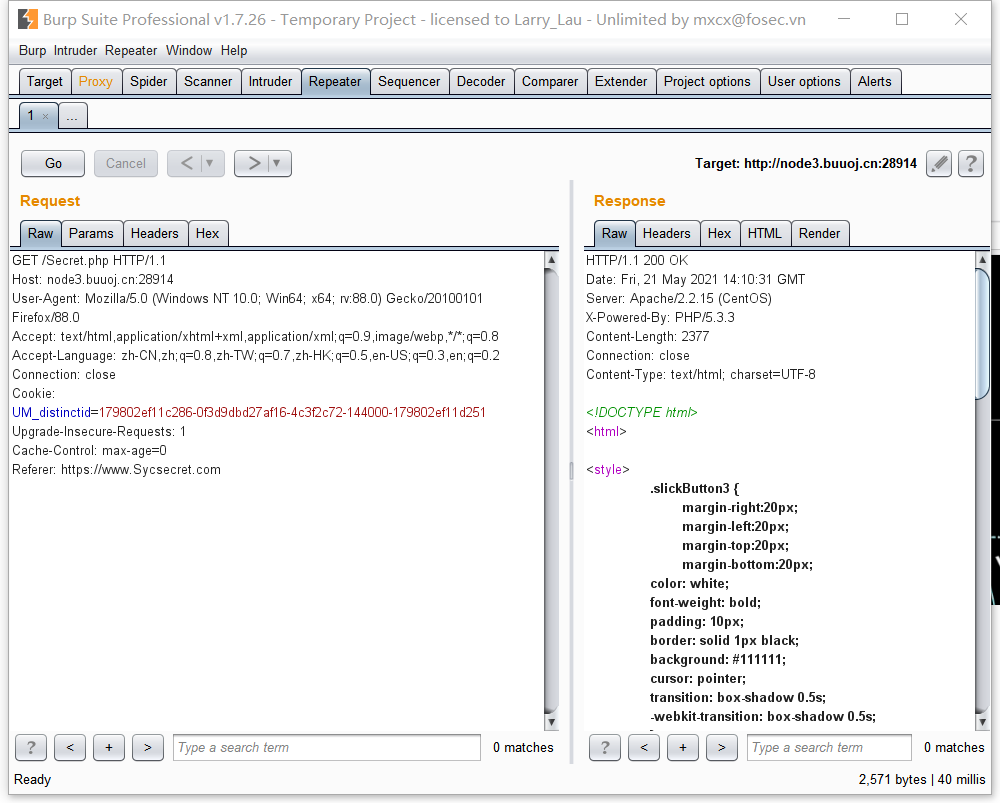 Burp Suite Professional v1.7.26 - Temporary Project - licensed to Larry_Lau - Unlimited by mxcx@fosec.vn
Burp Intruder Repeater Window Help
Target Proxy Spider Scanner Intruder Repeater Sequencer Decoder Comparer Extender Project options User options Alerts
1 × ...
Go Cancel < ▼ > ▼ Target: http://node3.buuoj.cn:28914 ?
Request
Raw Params Headers Hex
GET /Secret.php HTTP/1.1
Host: node3.buuoj.cn:28914
User-Agent: Mozilla/5.0 (Windows NT 10.0; Win64; x64; rv:88.0) Gecko/20100101
Firefox/88.0
Accept: text/html,application/xhtml+xml,application/xml;q=0.9,image/webp,*/*;q=0.8
Accept-Language: zh-CN,zh;q=0.8,zh-TW;q=0.7,zh-HK;q=0.5,en-US;q=0.3,en;q=0.2
Connection: close
Cookie:
UM_distinctid=179802ef11c286-0f3d9dbd27af16-4c3f2c72-144000-179802ef11d251
Upgrade-Insecure-Requests: 1
Cache-Control: max-age=0
Referer: https://www.Sycsecret.com
? < + > Type a search term 0 matches
Response
Raw Headers Hex HTML Render
HTTP/1.1 200 OK
Date: Fri, 21 May 2021 14:10:31 GMT
Server: Apache/2.2.15 (CentOS)
X-Powered-By: PHP/5.3.3
Content-Length: 2377
Connection: close
Content-Type: text/html; charset=UTF-8
<!DOCTYPE html>
<html>
<style>
.slickButton3 {
margin-right:20px;
margin-left:20px;
margin-top:20px;
margin-bottom:20px;
color: white;
font-weight: bold;
padding: 10px;
border: solid 1px black;
background: #111111;
cursor: pointer;
transition: box-shadow 0.5s;
-webkit-transition: box-shadow 0.5s;
? < + > Type a search term 0 matches
Ready 2,571 bytes | 40 millis